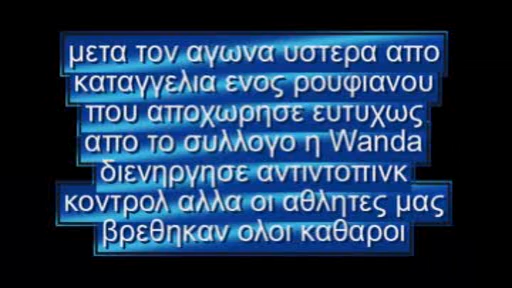 μετα τον αγωνα υστερα απο
καταγγελια ενος ρουφιανου
που αποχωρησε ευτυχως
απο το συλλογο η Wanda
διενηργησε αντιντοπινκ
κοντρολ αλλα οι αθλητες μας
βρεθηκαν ολοι καθαροι